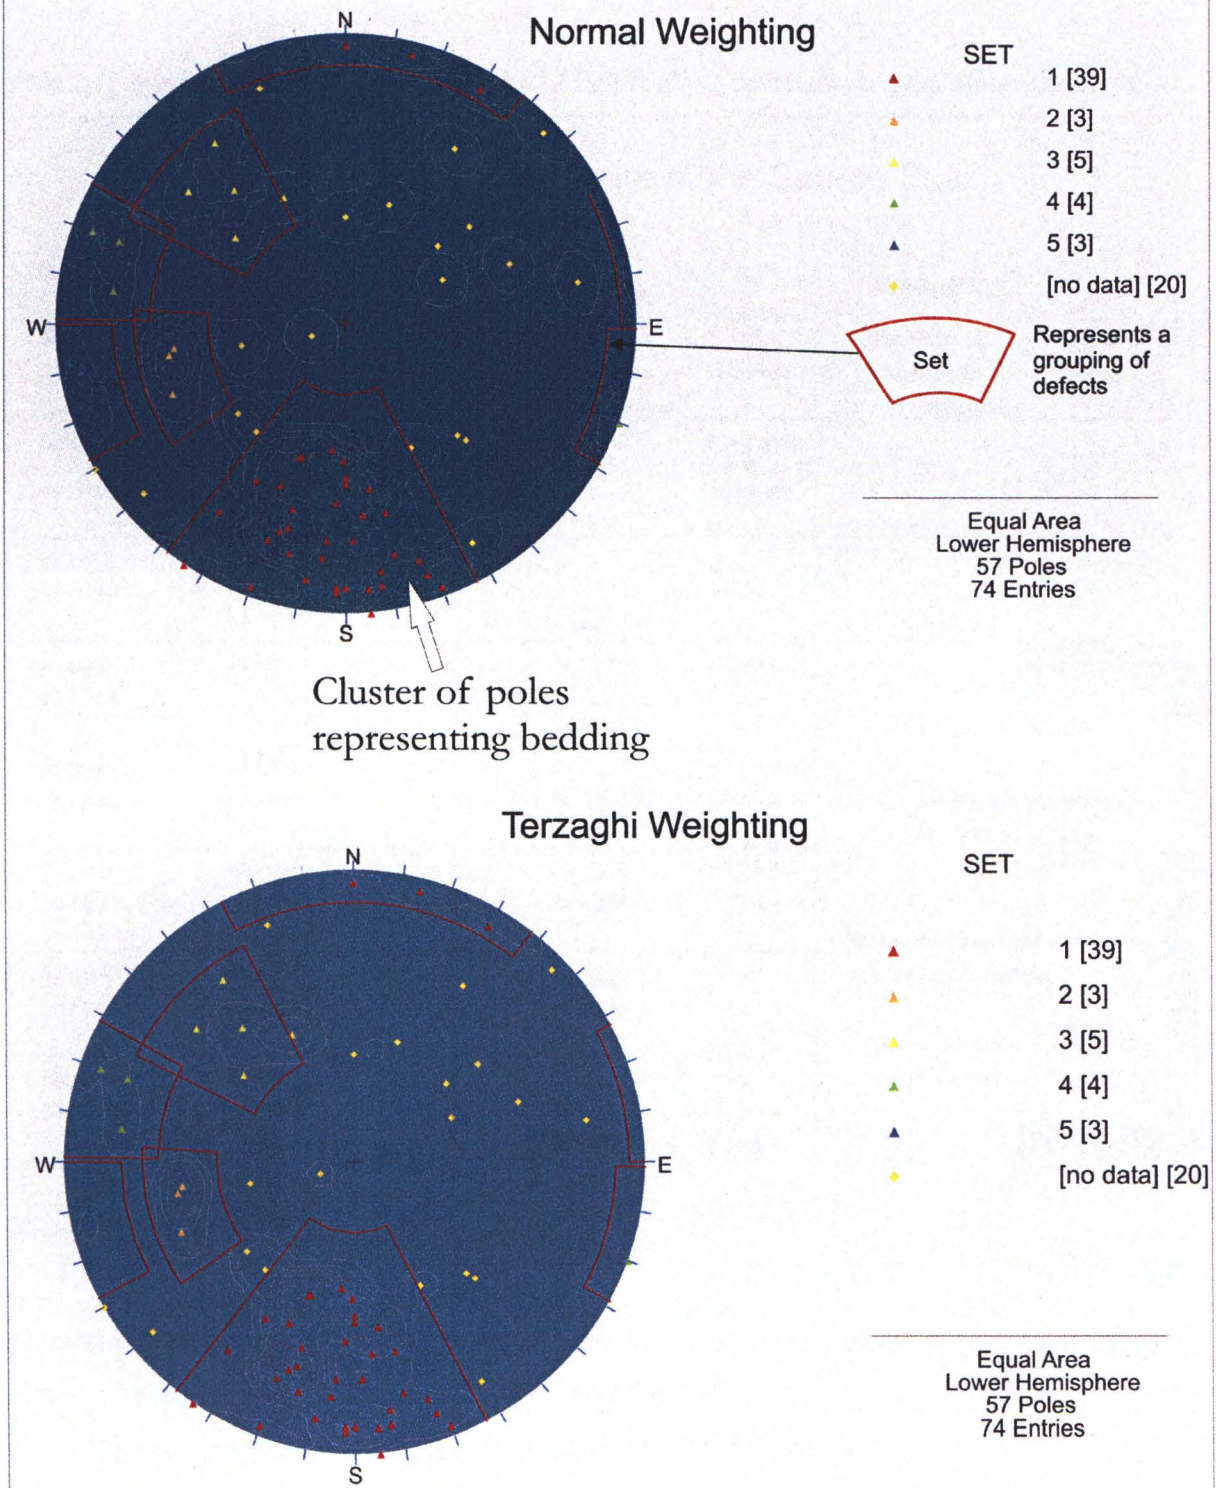 Normal Weighting
N
W
E
S
SET
1 [39]
2 [3]
3 [5]
4 [4]
5 [3]
[no data] [20]
Set
Represents a
grouping of
defects
Equal Area
Lower Hemisphere
57 Poles
74 Entries
Cluster of poles
representing bedding
Terzaghi Weighting
N
W
E
S
SET
1 [39]
2 [3]
3 [5]
4 [4]
5 [3]
[no data] [20]
Equal Area
Lower Hemisphere
57 Poles
74 Entries